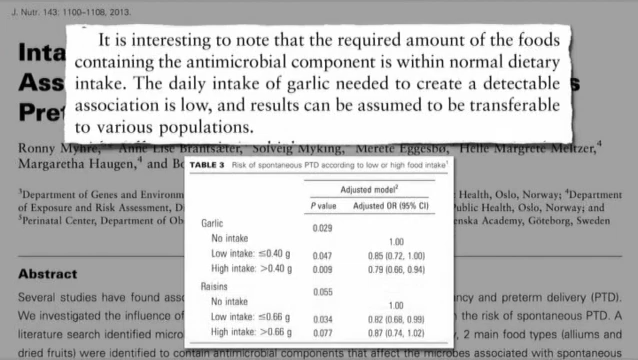 J. Nutr. 143: 1100–1108, 2013.
It is interesting to note that the required amount of the foods
containing the antimicrobial component is within normal dietary
intake. The daily intake of garlic needed to create a detectable
association is low, and results can be assumed to be transferable
to various populations.
Inta
Ass
s
Pre
Ronny Myhre, Anne Lise Brantsæter, Solveig Myking, Merete Eggesbø, Helle Margrete Meltzer,4
Margaretha Haugen,4 and Bo
1Department of Genes and Environm
Health, Oslo, Norway; 4Department
of Exposure and Risk Assessment, D
Public Health, Oslo, Norway; and
5Perinatal Center, Department of Ob
enska Academy, Göteborg, Sweden
TABLE 3 Risk of spontaneous PTD according to low or high food intake1
Adjusted model2
P value Adjusted OR (95% CI)
Garlic 0.029
No intake 1.00
Low intake: ≤0.40 g 0.047 0.85 (0.72, 1.00)
High intake: >0.40 g 0.009 0.79 (0.66, 0.94)
Raisins 0.055
No intake 1.00
Low intake: ≤0.66 g 0.034 0.82 (0.68, 0.99)
High intake: >0.66 g 0.077 0.87 (0.74, 1.02)
Abstract
Several studies have found asso
ncy and preterm delivery (PTD).
We investigated the influence of
the risk of spontaneous PTD. A
literature search identified micro
, 2 main food types (alliums and
dried fruits) were identified to contain antimicrobial components that affect the microbes associated with spontaneous